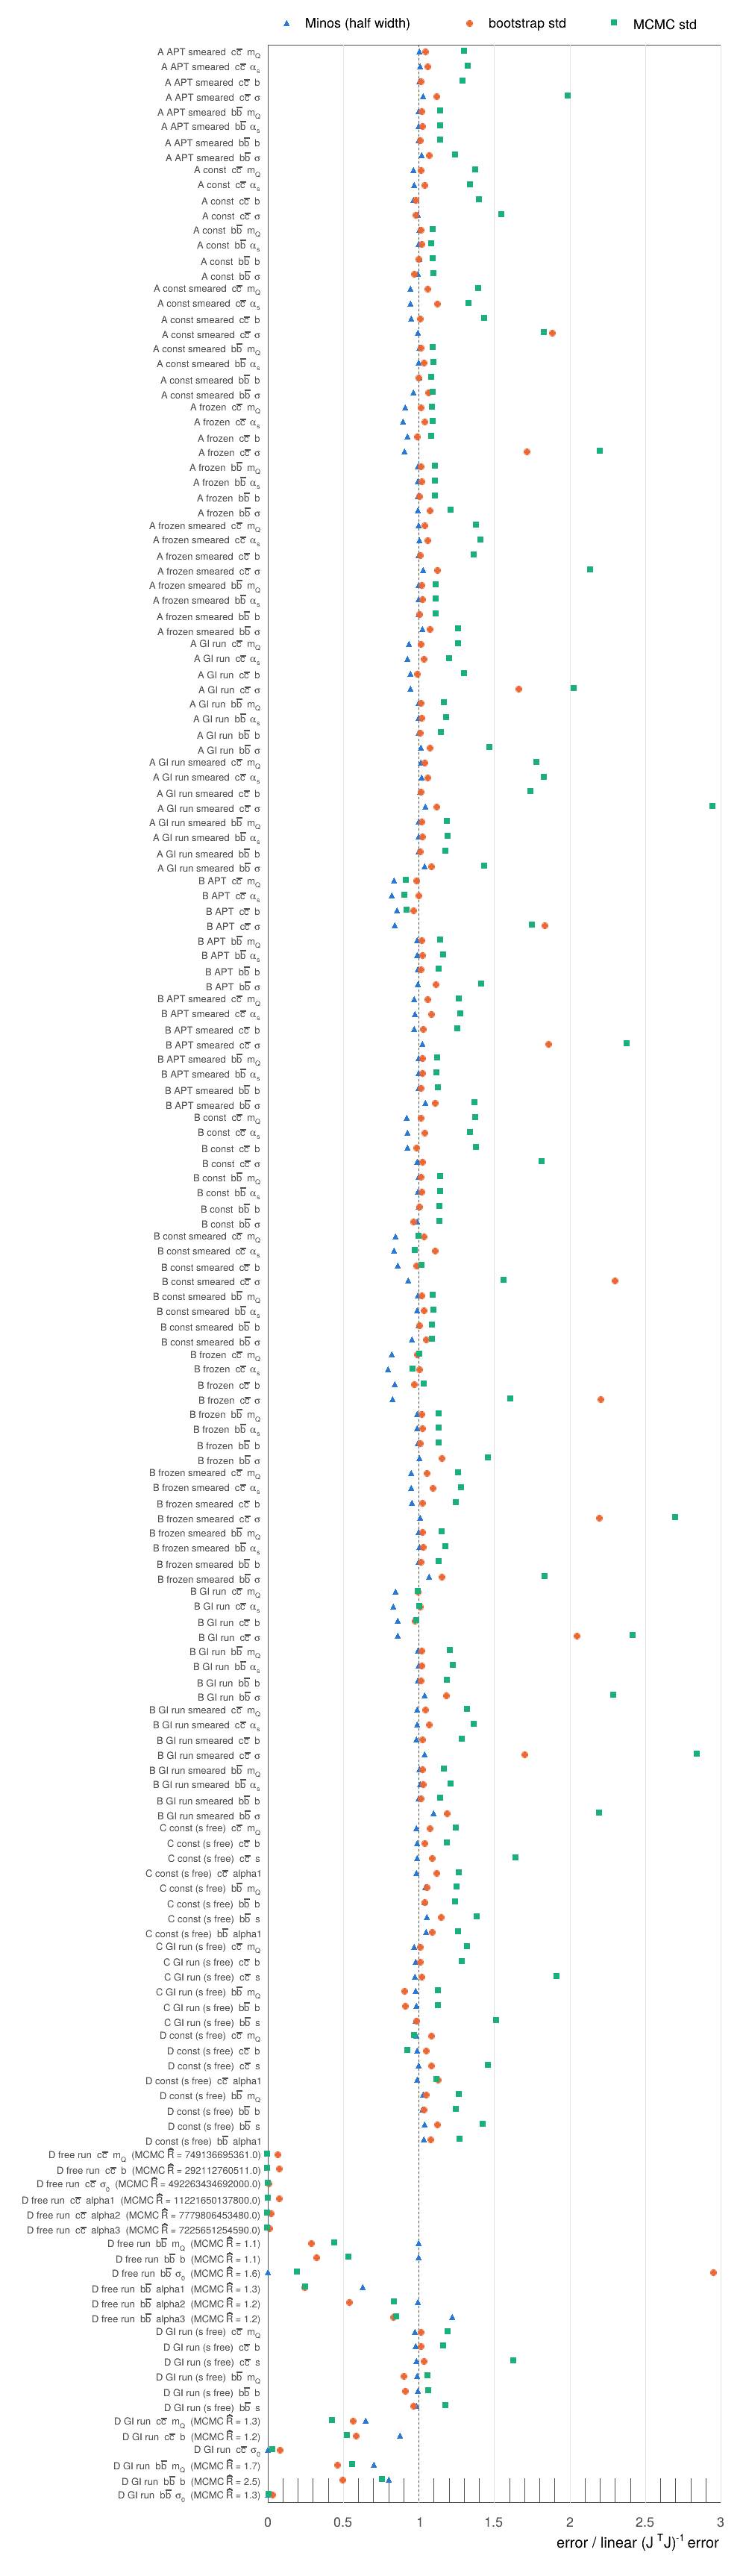 Minos (half width) bootstrap std MCMC std
A APT smeared cc̅ m_Q
A APT smeared cc̅ α_s
A APT smeared cc̅ b
A APT smeared cc̅ σ
A APT smeared bb̅ m_Q
A APT smeared bb̅ α_s
A APT smeared bb̅ b
A APT smeared bb̅ σ
A const cc̅ m_Q
A const cc̅ α_s
A const cc̅ b
A const cc̅ σ
A const bb̅ m_Q
A const bb̅ α_s
A const bb̅ b
A const bb̅ σ
A const smeared cc̅ m_Q
A const smeared cc̅ α_s
A const smeared cc̅ b
A const smeared cc̅ σ
A const smeared bb̅ m_Q
A const smeared bb̅ α_s
A const smeared bb̅ b
A const smeared bb̅ σ
A frozen cc̅ m_Q
A frozen cc̅ α_s
A frozen cc̅ b
A frozen cc̅ σ
A frozen bb̅ m_Q
A frozen bb̅ α_s
A frozen bb̅ b
A frozen bb̅ σ
A frozen smeared cc̅ m_Q
A frozen smeared cc̅ α_s
A frozen smeared cc̅ b
A frozen smeared cc̅ σ
A frozen smeared bb̅ m_Q
A frozen smeared bb̅ α_s
A frozen smeared bb̅ b
A frozen smeared bb̅ σ
A GI run cc̅ m_Q
A GI run cc̅ α_s
A GI run cc̅ b
A GI run cc̅ σ
A GI run bb̅ m_Q
A GI run bb̅ α_s
A GI run bb̅ b
A GI run bb̅ σ
A GI run smeared cc̅ m_Q
A GI run smeared cc̅ α_s
A GI run smeared cc̅ b
A GI run smeared cc̅ σ
A GI run smeared bb̅ m_Q
A GI run smeared bb̅ α_s
A GI run smeared bb̅ b
A GI run smeared bb̅ σ
B APT cc̅ m_Q
B APT cc̅ α_s
B APT cc̅ b
B APT cc̅ σ
B APT bb̅ m_Q
B APT bb̅ α_s
B APT bb̅ b
B APT bb̅ σ
B APT smeared cc̅ m_Q
B APT smeared cc̅ α_s
B APT smeared cc̅ b
B APT smeared cc̅ σ
B APT smeared bb̅ m_Q
B APT smeared bb̅ α_s
B APT smeared bb̅ b
B APT smeared bb̅ σ
B const cc̅ m_Q
B const cc̅ α_s
B const cc̅ b
B const cc̅ σ
B const bb̅ m_Q
B const bb̅ α_s
B const bb̅ b
B const bb̅ σ
B const smeared cc̅ m_Q
B const smeared cc̅ α_s
B const smeared cc̅ b
B const smeared cc̅ σ
B const smeared bb̅ m_Q
B const smeared bb̅ α_s
B const smeared bb̅ b
B const smeared bb̅ σ
B frozen cc̅ m_Q
B frozen cc̅ α_s
B frozen cc̅ b
B frozen cc̅ σ
B frozen bb̅ m_Q
B frozen bb̅ α_s
B frozen bb̅ b
B frozen bb̅ σ
B frozen smeared cc̅ m_Q
B frozen smeared cc̅ α_s
B frozen smeared cc̅ b
B frozen smeared cc̅ σ
B frozen smeared bb̅ m_Q
B frozen smeared bb̅ α_s
B frozen smeared bb̅ b
B frozen smeared bb̅ σ
B GI run cc̅ m_Q
B GI run cc̅ α_s
B GI run cc̅ b
B GI run cc̅ σ
B GI run bb̅ m_Q
B GI run bb̅ α_s
B GI run bb̅ b
B GI run bb̅ σ
B GI run smeared cc̅ m_Q
B GI run smeared cc̅ α_s
B GI run smeared cc̅ b
B GI run smeared cc̅ σ
B GI run smeared bb̅ m_Q
B GI run smeared bb̅ α_s
B GI run smeared bb̅ b
B GI run smeared bb̅ σ
C const (s free) cc̅ m_Q
C const (s free) cc̅ b
C const (s free) cc̅ s
C const (s free) cc̅ alpha1
C const (s free) bb̅ m_Q
C const (s free) bb̅ b
C const (s free) bb̅ s
C const (s free) bb̅ alpha1
C GI run (s free) cc̅ m_Q
C GI run (s free) cc̅ b
C GI run (s free) cc̅ s
C GI run (s free) bb̅ m_Q
C GI run (s free) bb̅ b
C GI run (s free) bb̅ s
D const (s free) cc̅ m_Q
D const (s free) cc̅ b
D const (s free) cc̅ s
D const (s free) cc̅ alpha1
D const (s free) bb̅ m_Q
D const (s free) bb̅ b
D const (s free) bb̅ s
D const (s free) bb̅ alpha1
D free run cc̅ m_Q (MCMC R̂ = 749136695361.0)
D free run cc̅ b (MCMC R̂ = 292112760511.0)
D free run cc̅ σ_0 (MCMC R̂ = 492263434692000.0)
D free run cc̅ alpha1 (MCMC R̂ = 11221650137800.0)
D free run cc̅ alpha2 (MCMC R̂ = 7779806453480.0)
D free run cc̅ alpha3 (MCMC R̂ = 7225651254590.0)
D free run bb̅ m_Q (MCMC R̂ = 1.1)
D free run bb̅ b (MCMC R̂ = 1.1)
D free run bb̅ σ_0 (MCMC R̂ = 1.6)
D free run bb̅ alpha1 (MCMC R̂ = 1.3)
D free run bb̅ alpha2 (MCMC R̂ = 1.2)
D free run bb̅ alpha3 (MCMC R̂ = 1.2)
D GI run (s free) cc̅ m_Q
D GI run (s free) cc̅ b
D GI run (s free) cc̅ s
D GI run (s free) bb̅ m_Q
D GI run (s free) bb̅ b
D GI run (s free) bb̅ s
D GI run cc̅ m_Q (MCMC R̂ = 1.3)
D GI run cc̅ b (MCMC R̂ = 1.2)
D GI run cc̅ σ_0
D GI run bb̅ m_Q (MCMC R̂ = 1.7)
D GI run bb̅ b (MCMC R̂ = 2.5)
D GI run bb̅ σ_0 (MCMC R̂ = 1.3)
0 0.5 1 1.5 2 2.5 3
error / linear (J^T J)^-1 error